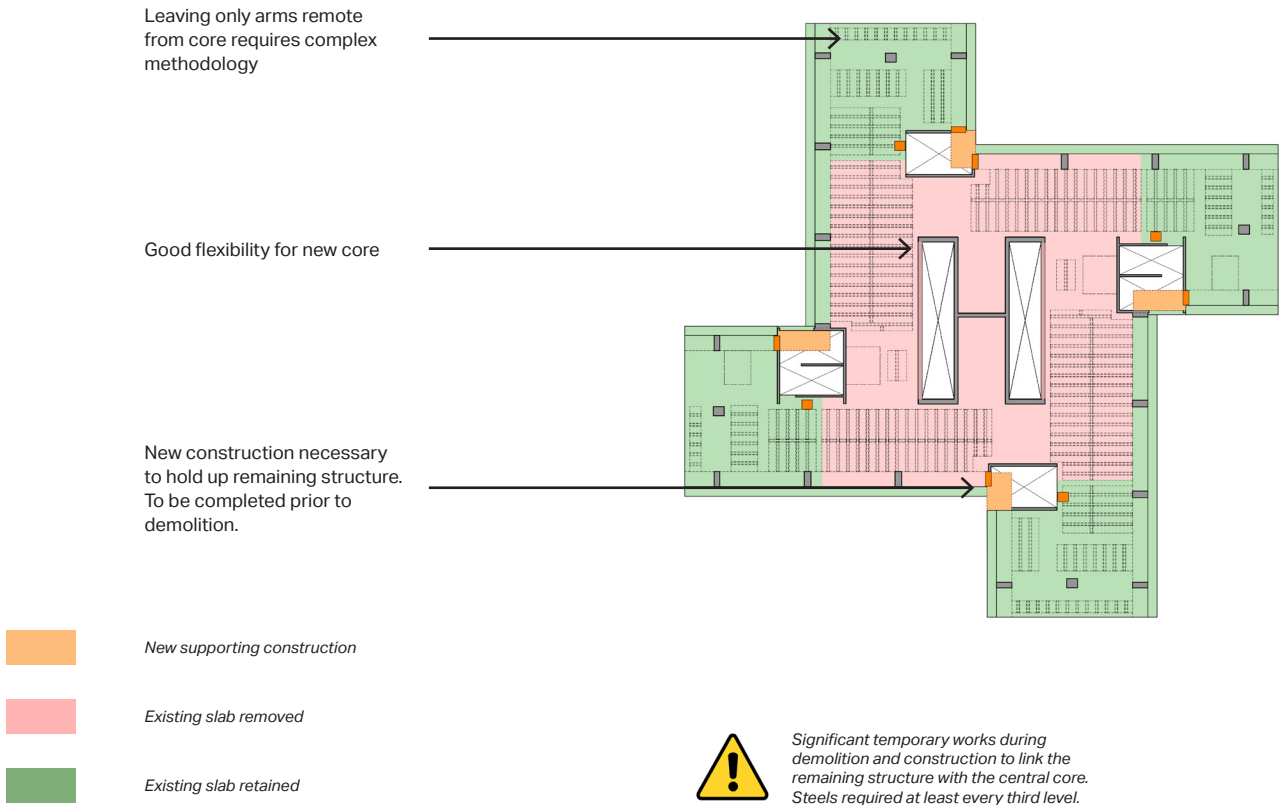 Leaving only arms remote
from core requires complex
methodology
Good flexibility for new core
New construction necessary
to hold up remaining structure.
To be completed prior to
demolition.
New supporting construction
Existing slab removed
Existing slab retained
Significant temporary works during
demolition and construction to link the
remaining structure with the central core.
Steels required at least every third level.